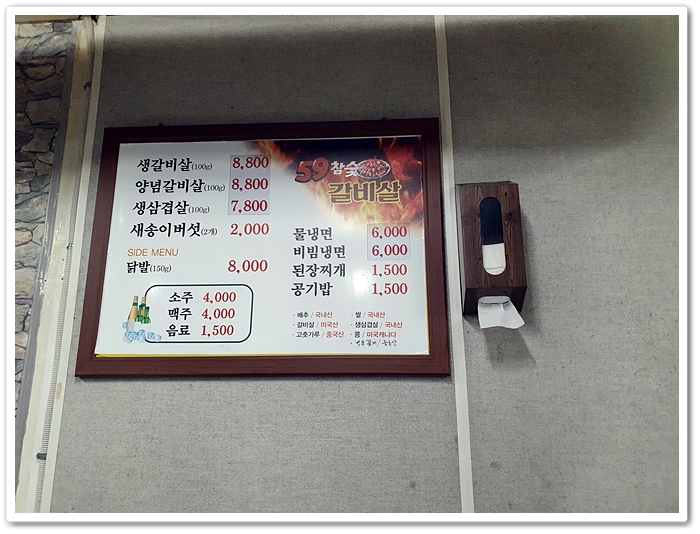 생갈비살(100g) 8,800
양념갈비살(100g) 8,800
생삼겹살(100g) 7,800
새송이버섯(2개) 2,000
SIDE MENU
닭발(150g) 8,000
소주 4,000
맥주 4,000
음료 1,500
59 참숯
갈비살
물냉면 6,000
비빔냉면 6,000
된장찌개 1,500
공기밥 1,500
· 배추 / 국내산 · 쌀 / 국내산
· 갈비살 / 미국산 · 생삼겹살 / 국내산
· 고춧가루 / 중국산 · 콩 / 미국캐나다